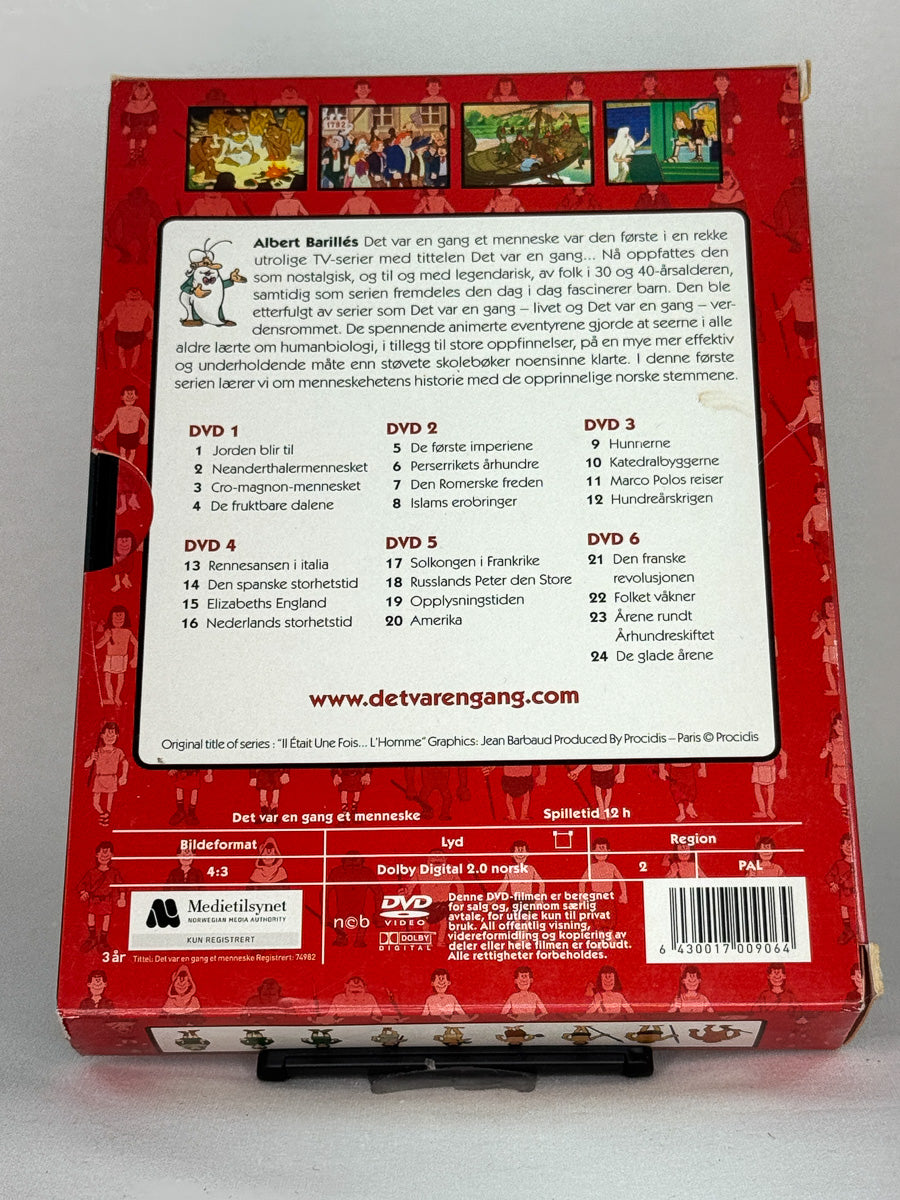 1782
Albert Barillés Det var en gang et menneske var den første i en rekke
utrolige TV-serier med tittelen Det var en gang... Nå oppfattes den
som nostalgisk, og til og med legendarisk, av folk i 30 og 40-årsalderen,
samtidig som serien fremdeles den dag i dag fascinerer barn. Den ble
etterfulgt av serier som Det var en gang – livet og Det var en gang – ver-
densrommet. De spennende animerte eventyrene gjorde at seerne i alle
aldre lærte om humanbiologi, i tillegg til store oppfinnelser, på en mye mer effektiv
og underholdende måte enn støvete skolebøker noensinne klarte. I denne første
serien lærer vi om menneskehetens historie med de opprinnelige norske stemmene.
DVD 1
1 Jorden blir til
2 Neanderthalermennesket
3 Cro-magnon-mennesket
4 De fruktbare dalene
DVD 2
5 De første imperiene
6 Perserrikets århundre
7 Den Romerske freden
8 Islams erobringer
DVD 3
9 Hunnerne
10 Katedralbyggerne
11 Marco Polos reiser
12 Hundreårskrigen
DVD 4
13 Rennesansen i italia
14 Den spanske storhetstid
15 Elizabeths England
16 Nederlands storhetstid
DVD 5
17 Solkongen i Frankrike
18 Russlands Peter den Store
19 Opplysningstiden
20 Amerika
DVD 6
21 Den franske
revolusjonen
22 Folket våkner
23 Årene rundt
Århundreskiftet
24 De glade årene
www.detvarengang.com
Original title of series : "Il Était Une Fois... L'Homme" Graphics: Jean Barbaud Produced By Procidis – Paris © Procidis
Det var en gang et menneske Spilletid 12 h
Bildeformat Lyd Region
4:3 Dolby Digital 2.0 norsk 2 PAL
Medietilsynet
NORWEGIAN MEDIA AUTHORITY
KUN REGISTRERT
3 år Tittel: Det var en gang et menneske Registrert: 74982
ncb
DVD
VIDEO
DOLBY
DIGITAL
Denne DVD-filmen er beregnet
for salg og, gjennom særlig
avtale, for utleie kun til privat
bruk. All offentlig visning,
videreformidling og kopiering av
deler eller hele filmen er forbudt.
Alle rettigheter forbeholdes.
6 430017 009064